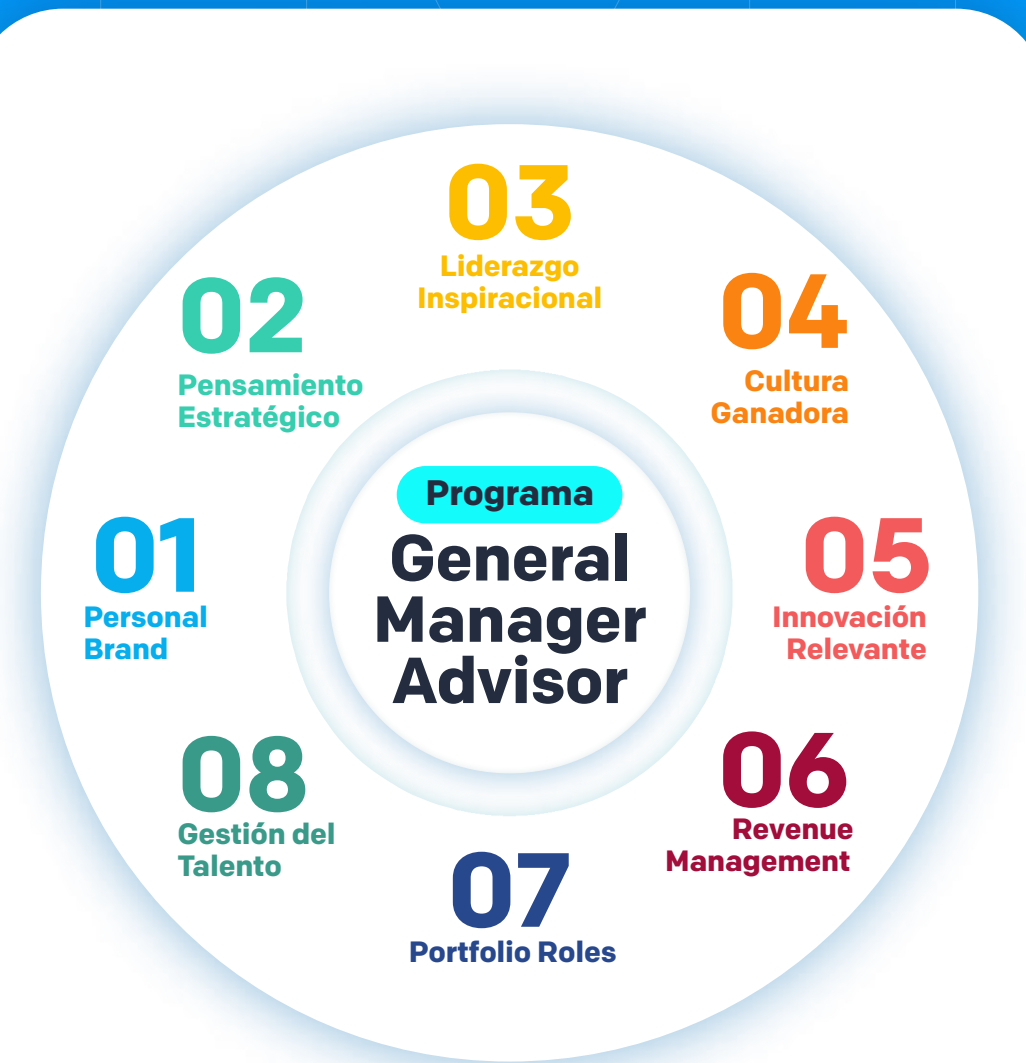 03
Liderazgo
Inspiracional
02
Pensamiento
Estratégico
04
Cultura
Ganadora
Programa
General
Manager
Advisor
01
Personal
Brand
05
Innovación
Relevante
08
Gestión del
Talento
06
Revenue
Management
07
Portfolio Roles